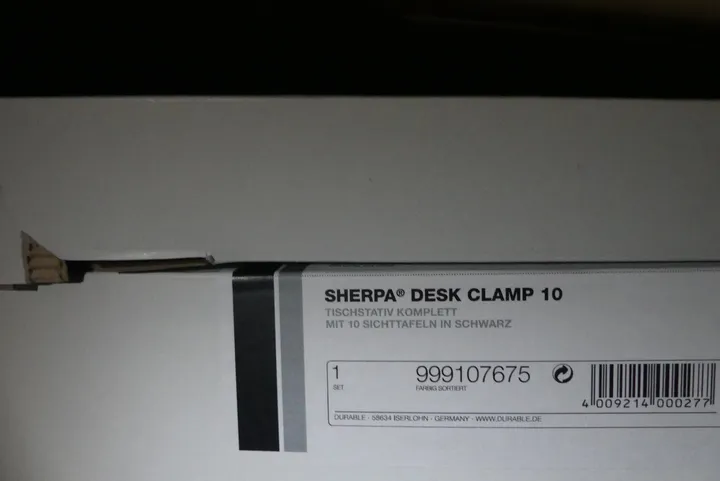 SHERPA® DESK CLAMP 10
TISCHSTATIV KOMPLETT
MIT 10 SICHTTAFELN IN SCHWARZ
1 999107675
SET FARBIG SORTIERT
4 009214 000277
DURABLE · 58634 ISERLOHN · GERMANY · WWW.DURABLE.DE